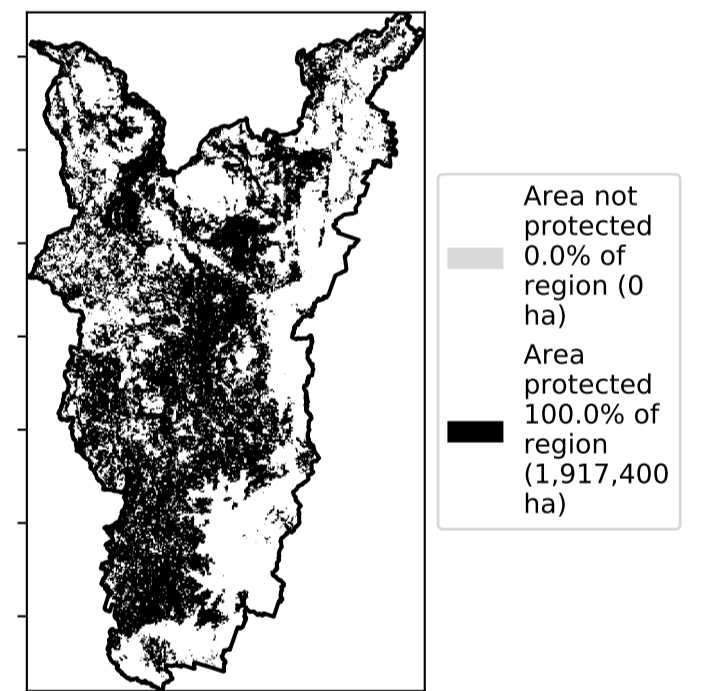 Area not
protected
0.0% of
region (0
ha)
Area
protected
100.0% of
region
(1,917,400
ha)